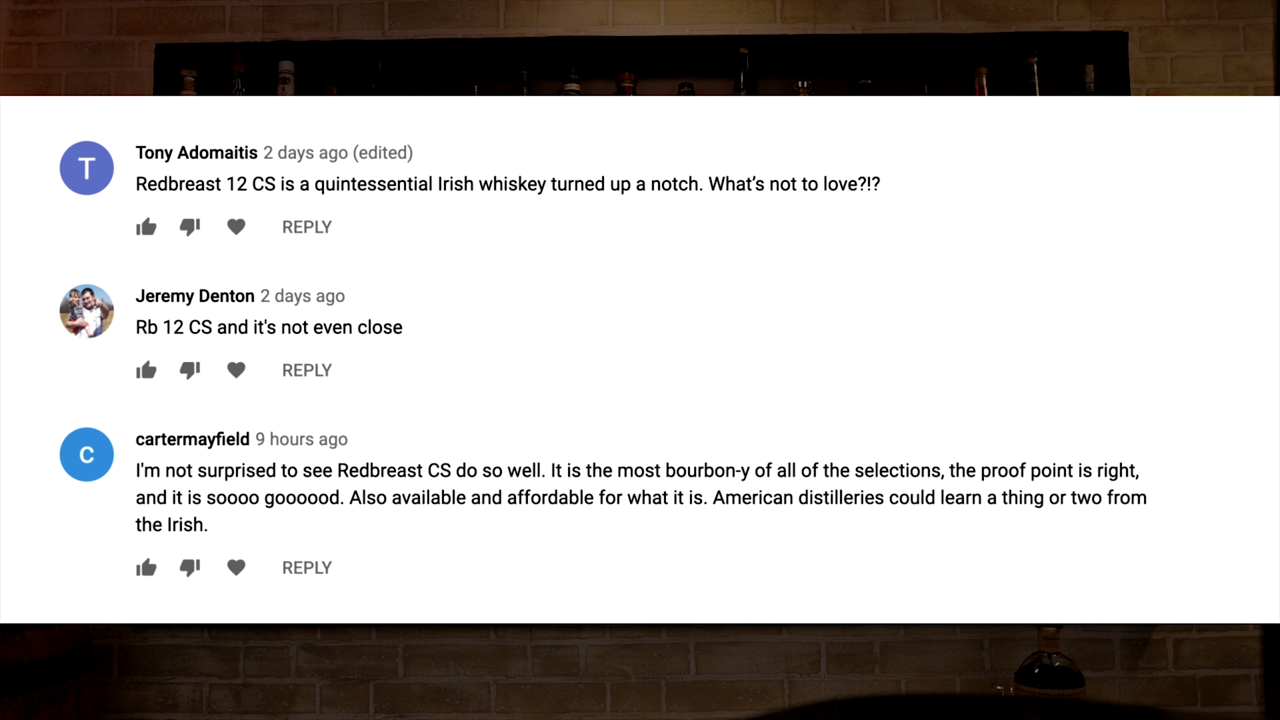 T
Tony Adomaitis 2 days ago (edited)
Redbreast 12 CS is a quintessential Irish whiskey turned up a notch. What’s not to love?!?
REPLY
Jeremy Denton 2 days ago
Rb 12 CS and it's not even close
REPLY
C
cartermayfield 9 hours ago
I'm not surprised to see Redbreast CS do so well. It is the most bourbon-y of all of the selections, the proof point is right,
and it is soooo goooood. Also available and affordable for what it is. American distilleries could learn a thing or two from
the Irish.
REPLY